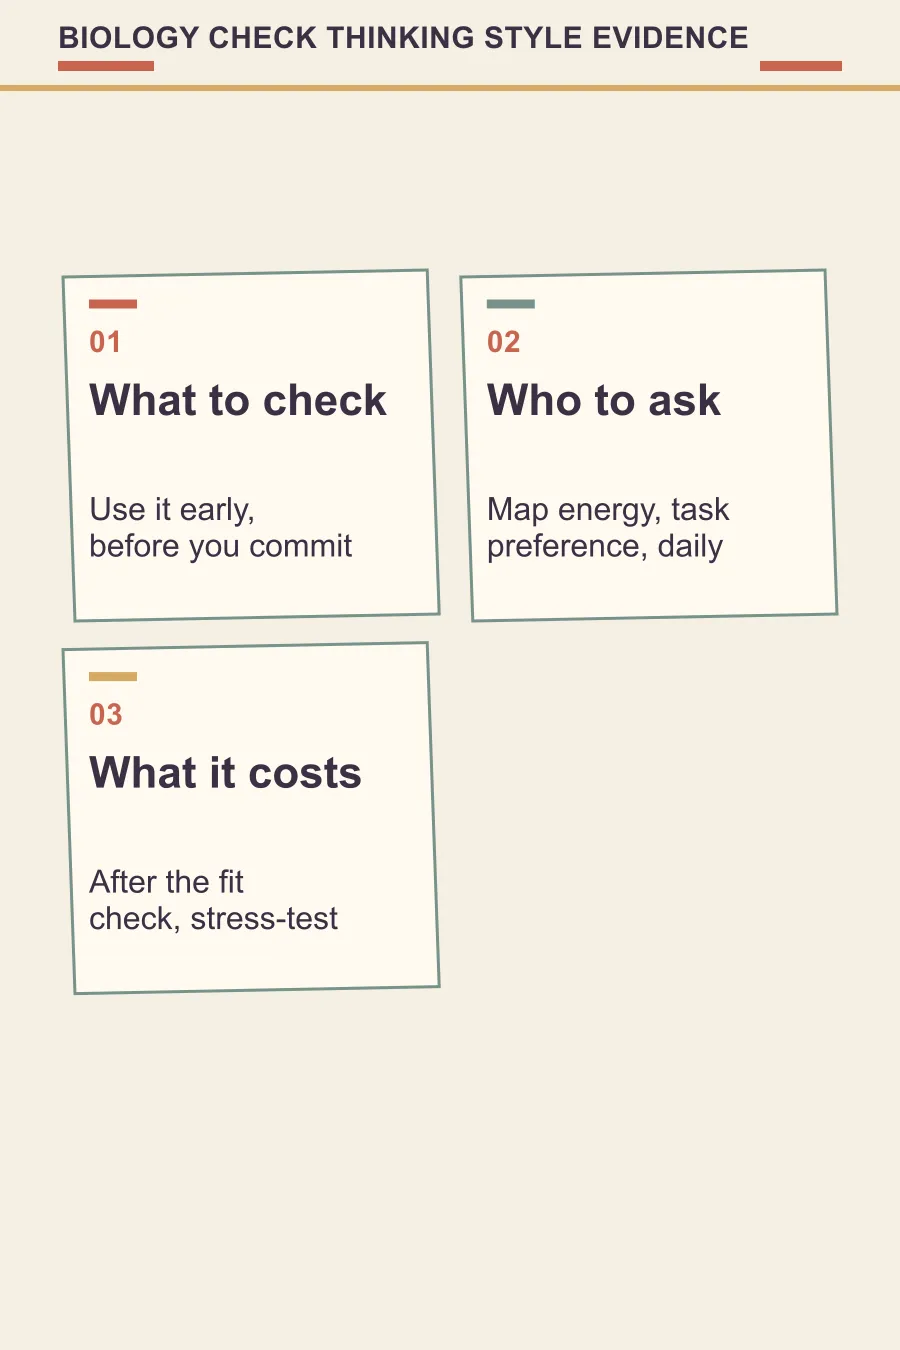 BIOLOGY CHECK THINKING STYLE EVIDENCE
01
What to check
Use it early,
before you commit
02
Who to ask
Map energy, task
preference, daily
03
What it costs
After the fit
check, stress-test